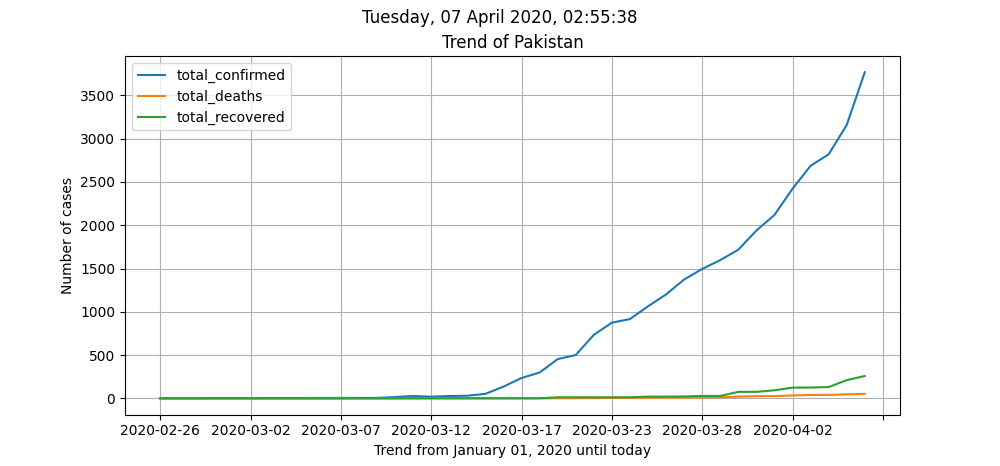 Tuesday, 07 April 2020, 02:55:38
Trend of Pakistan
total_confirmed
total_deaths
total_recovered
Number of cases
3500
3000
2500
2000
1500
1000
500
0
2020-02-26 2020-03-02 2020-03-07 2020-03-12 2020-03-17 2020-03-23 2020-03-28 2020-04-02
Trend from January 01, 2020 until today